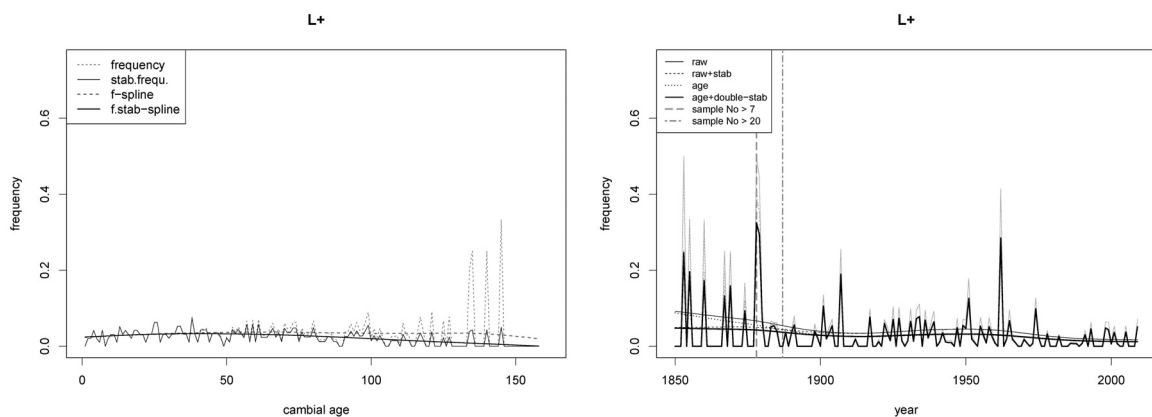 L+
frequency
stab.frequ.
f−spline
f.stab−spline
0.6
0.4
0.2
0.0
frequency
0 50 100 150
cambial age
L+
raw
raw+stab
age
age+double−stab
sample No > 7
sample No > 20
0.6
0.4
0.2
0.0
frequency
1850 1900 1950 2000
year